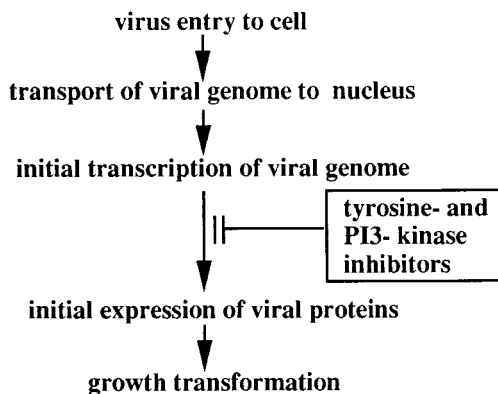 virus entry to cell
transport of viral genome to nucleus
initial transcription of viral genome
tyrosine- and
PI3- kinase
inhibitors
initial expression of viral proteins
growth transformation